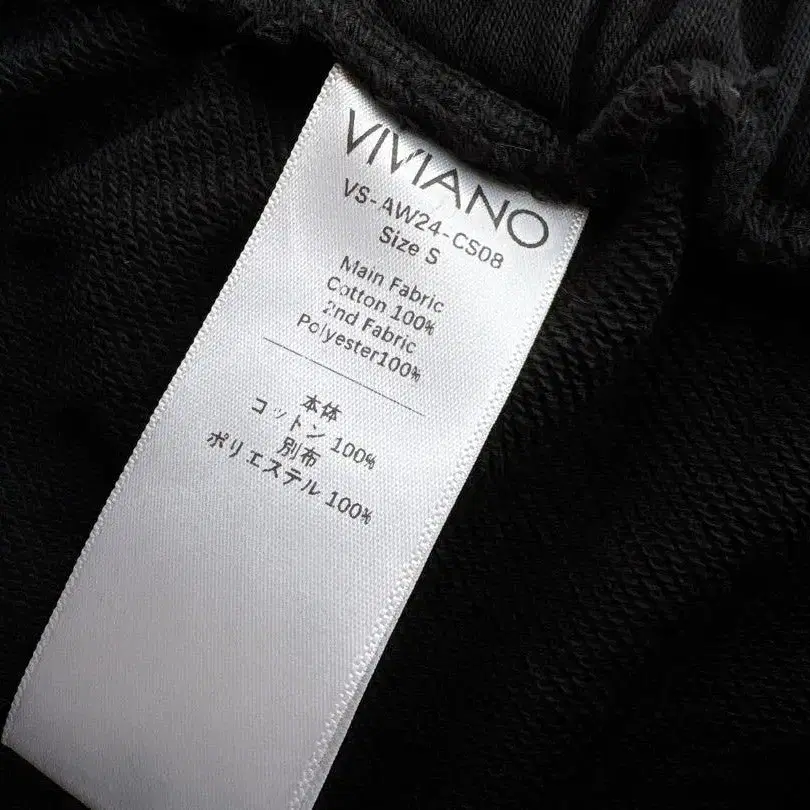 VIVIANO
VS-AW24-CS08
Size S
Main Fabric
Cotton 100%
2nd Fabric
Polyester100%
本体
コットン 100%
別布
ポリエステル 100%